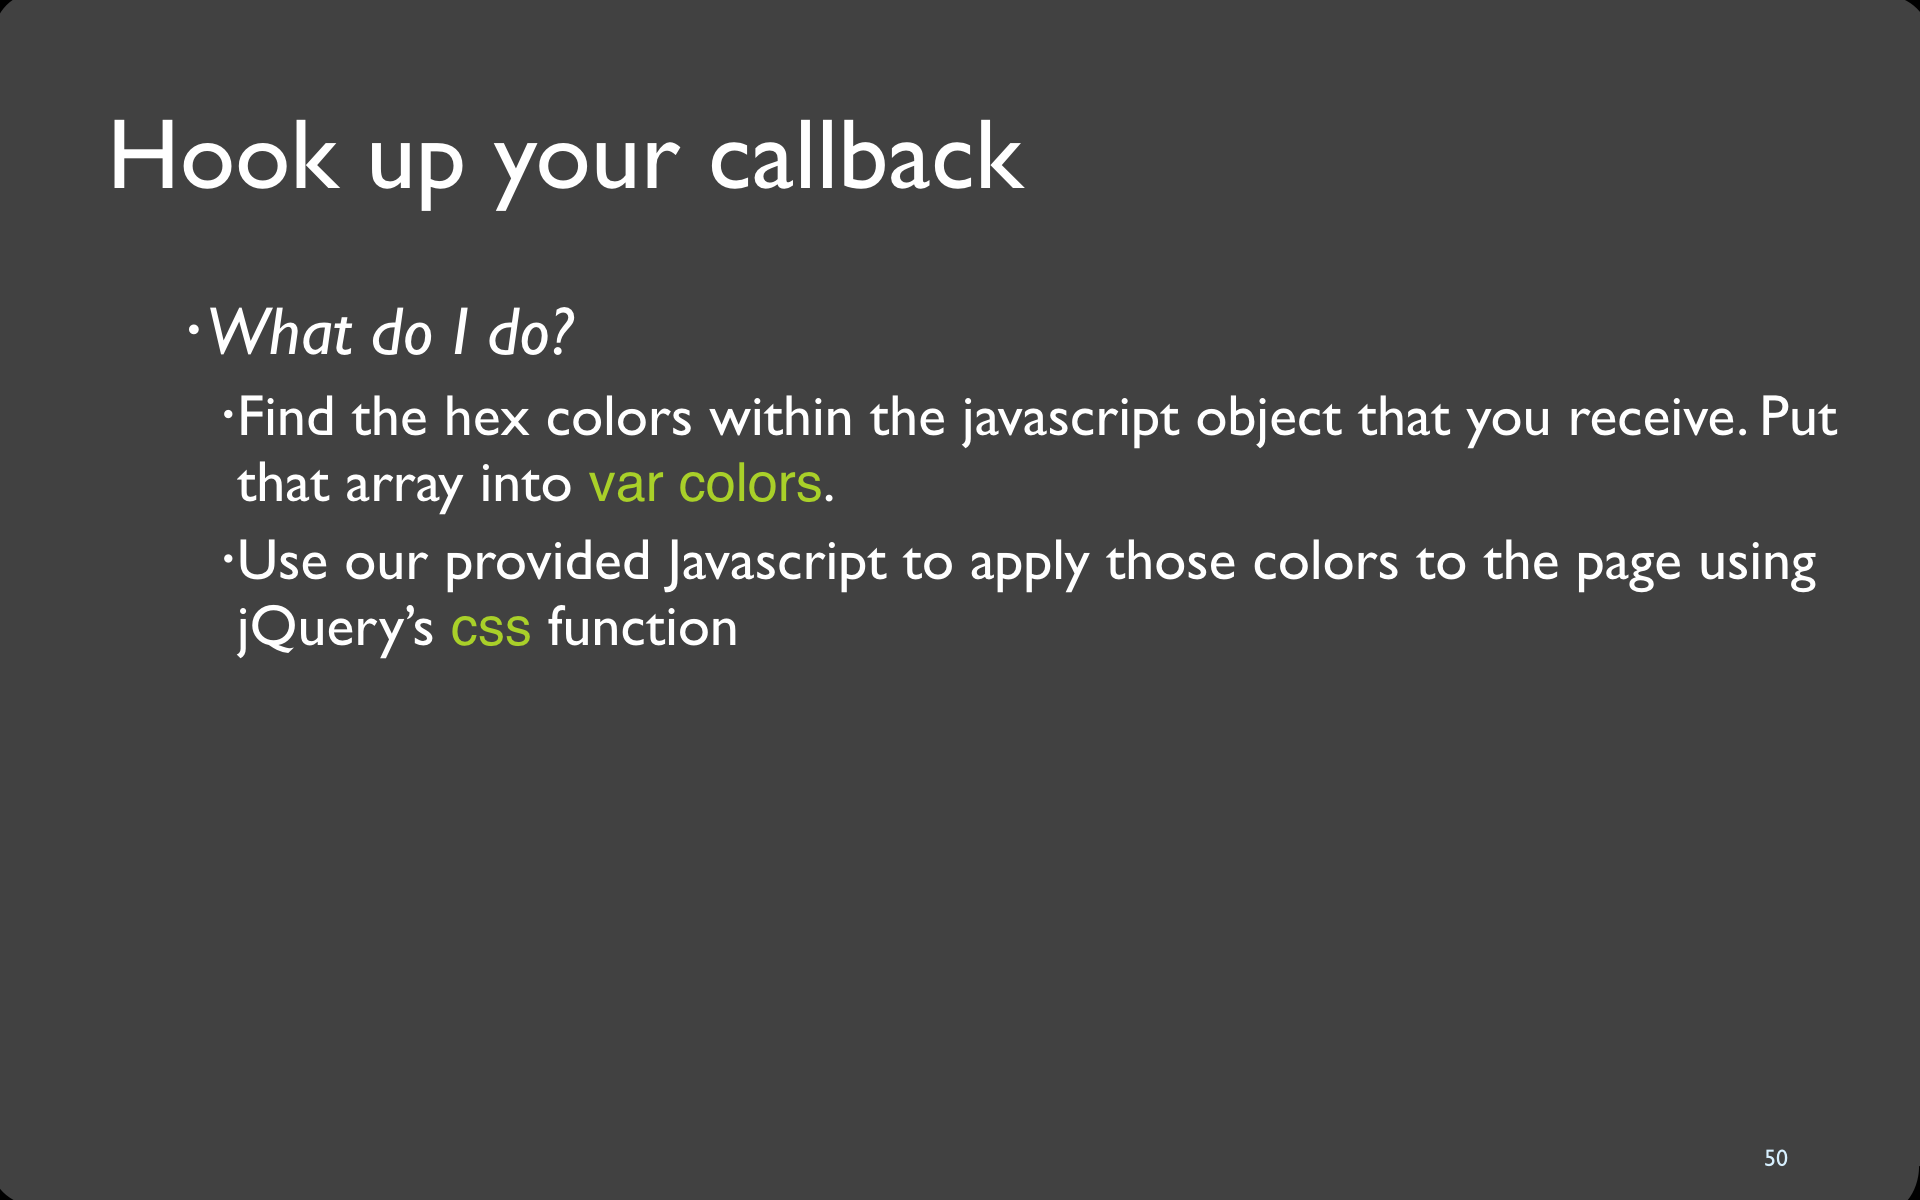 Hook up your callback
•What do I do?
•Find the hex colors within the javascript object that you receive. Put
that array into var colors.
•Use our provided Javascript to apply those colors to the page using
jQuery’s css function
50